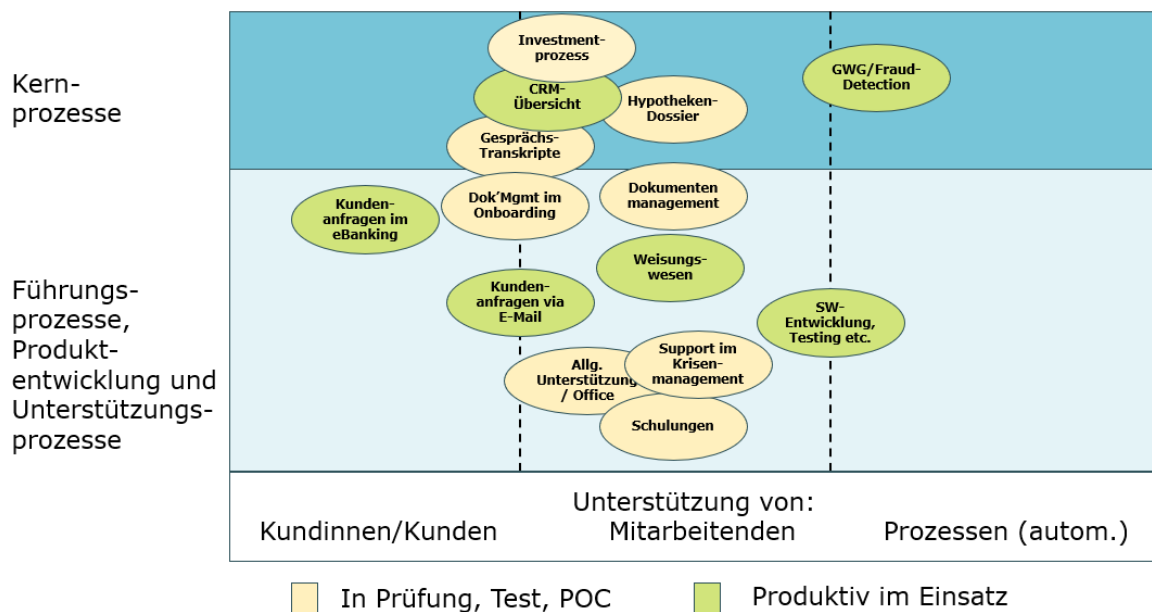 Kern-
prozesse
Investment-
prozess
CRM-
Übersicht
Gesprächs-
Transkripte
Hypotheken-
Dossier
GWG/Fraud-
Detection
Führungs-
prozesse,
Produkt-
entwicklung und
Unterstützungs-
prozesse
Kunden-
anfragen im
eBanking
Dok’Mgmt im
Onboarding
Dokumenten
management
Weisungs-
wesen
Kunden-
anfragen via
E-Mail
SW-
Entwicklung,
Testing etc.
Allg.
Unterstützung
/ Office
Support im
Krisen-
management
Schulungen
Unterstützung von:
Kundinnen/Kunden
Mitarbeitenden
Prozessen (autom.)
In Prüfung, Test, POC
Produktiv im Einsatz